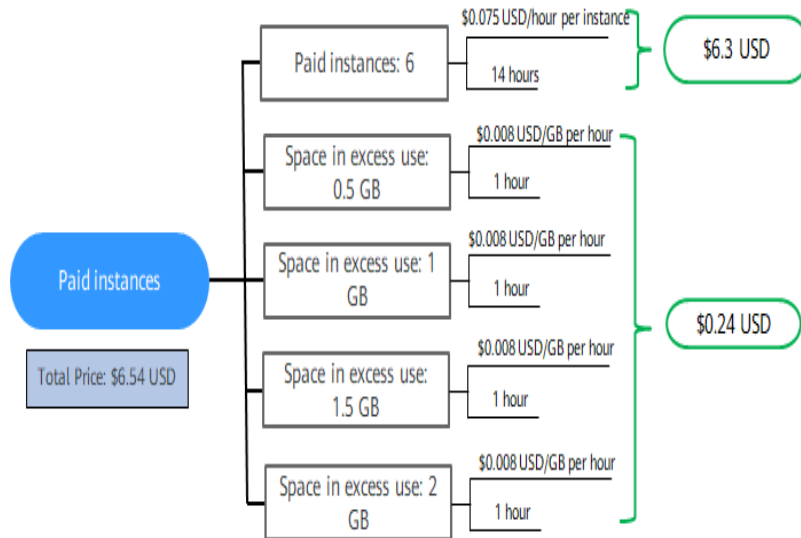 $0.075 USD/hour per instance
Paid instances: 6
14 hours
$6.3 USD
$0.008 USD/GB per hour
Space in excess use:
0.5 GB
1 hour
$0.008 USD/GB per hour
Space in excess use: 1
GB
1 hour
Paid instances
Total Price: $6.54 USD
$0.24 USD
$0.008 USD/GB per hour
Space in excess use:
1.5 GB
1 hour
$0.008 USD/GB per hour
Space in excess use: 2
GB
1 hour